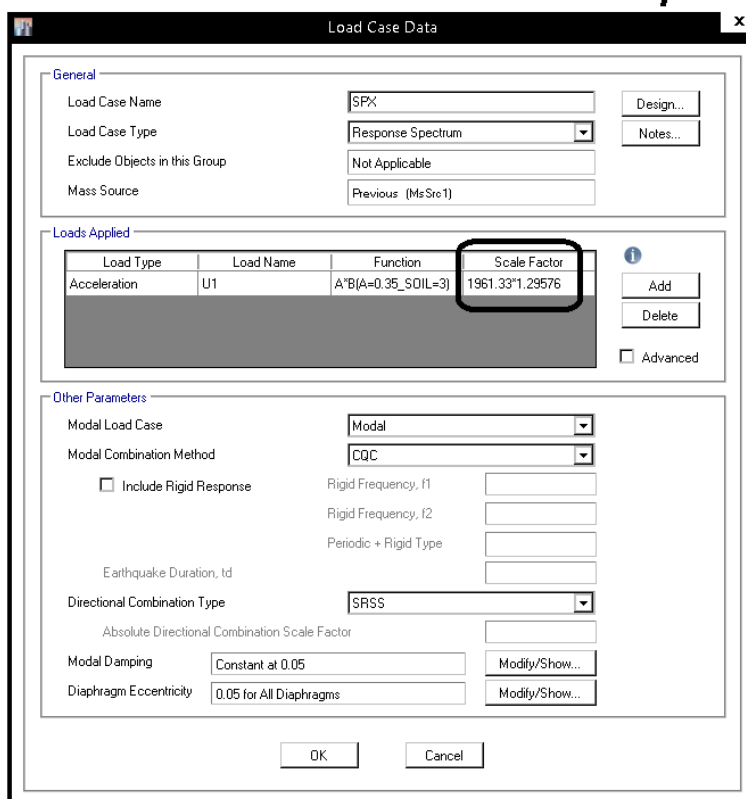 Load Case Data
x
General
Load Case Name SPX Design...
Load Case Type Response Spectrum Notes...
Exclude Objects in this Group Not Applicable
Mass Source Previous (MsSrc1)
Loads Applied
Load Type Load Name Function Scale Factor
Acceleration U1 A*B(A=0.35_SOIL=3) 1961.33*1.29576
i
Add
Delete
Advanced
Other Parameters
Modal Load Case Modal
Modal Combination Method CQC
Include Rigid Response Rigid Frequency, f1
Rigid Frequency, f2
Periodic + Rigid Type
Earthquake Duration, td
Directional Combination Type SRSS
Absolute Directional Combination Scale Factor
Modal Damping Constant at 0.05 Modify/Show...
Diaphragm Eccentricity 0.05 for All Diaphragms Modify/Show...
OK Cancel